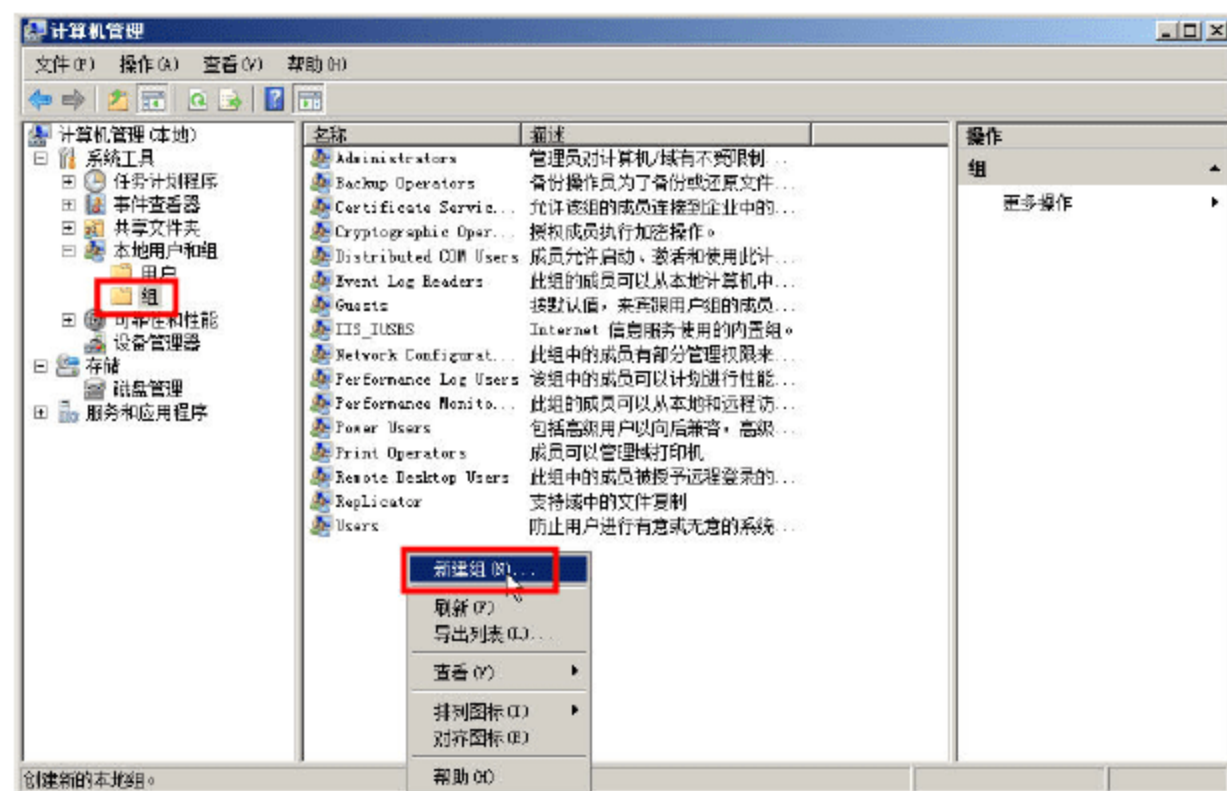 计算机管理
文件(F) 操作(A) 查看(V) 帮助(H)
计算机管理(本地)
系统工具
任务计划程序
事件查看器
共享文件夹
本地用户和组
用户
组
可靠性和性能
设备管理器
存储
磁盘管理
服务和应用程序
名称 描述
Administrators 管理员对计算机/域有不受限制...
Backup Operators 备份操作员为了备份或还原文件...
Certificate Servic... 允许该组的成员连接到企业中的...
Cryptographic Oper... 授权成员执行加密操作。
Distributed COM Users 成员允许启动、激活和使用此计...
Event Log Readers 此组的成员可以从本地计算机中...
Guests 按默认值，来宾跟用户组的成员...
IIS_IUSRS Internet 信息服务使用的内置组。
Network Configurat... 此组中的成员有部分管理权限来...
Performance Log Users 该组中的成员可以计划进行性能...
Performance Monito... 此组的成员可以从本地和远程访...
Power Users 包括高级用户以向后兼容，高级...
Print Operators 成员可以管理域打印机
Remote Desktop Users 此组中的成员被授予远程登录的...
Replicator 支持域中的文件复制
Users 防止用户进行有意或无意的系统...
新建组(N)...
刷新(F)
导出列表(L)...
查看(V)
排列图标(I)
对齐图标(E)
帮助(H)
操作
组
更多操作
创建新的本地组。